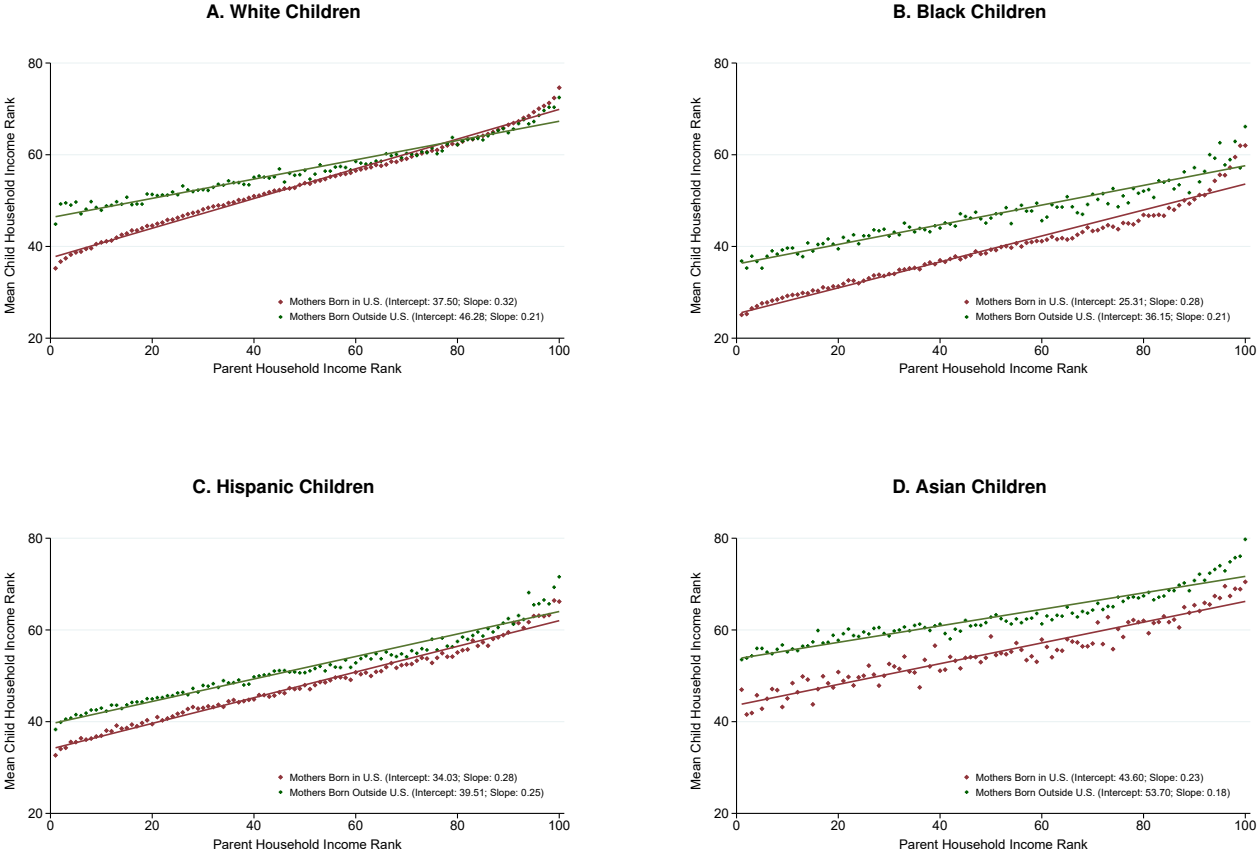 A. White Children
Mean Child Household Income Rank
80
60
40
20
Mothers Born in U.S. (Intercept: 37.50; Slope: 0.32)
Mothers Born Outside U.S. (Intercept: 46.28; Slope: 0.21)
0 20 40 60 80 100
Parent Household Income Rank
B. Black Children
Mean Child Household Income Rank
80
60
40
20
Mothers Born in U.S. (Intercept: 25.31; Slope: 0.28)
Mothers Born Outside U.S. (Intercept: 36.15; Slope: 0.21)
0 20 40 60 80 100
Parent Household Income Rank
C. Hispanic Children
Mean Child Household Income Rank
80
60
40
20
Mothers Born in U.S. (Intercept: 34.03; Slope: 0.28)
Mothers Born Outside U.S. (Intercept: 39.51; Slope: 0.25)
0 20 40 60 80 100
Parent Household Income Rank
D. Asian Children
Mean Child Household Income Rank
80
60
40
20
Mothers Born in U.S. (Intercept: 43.60; Slope: 0.23)
Mothers Born Outside U.S. (Intercept: 53.70; Slope: 0.18)
0 20 40 60 80 100
Parent Household Income Rank